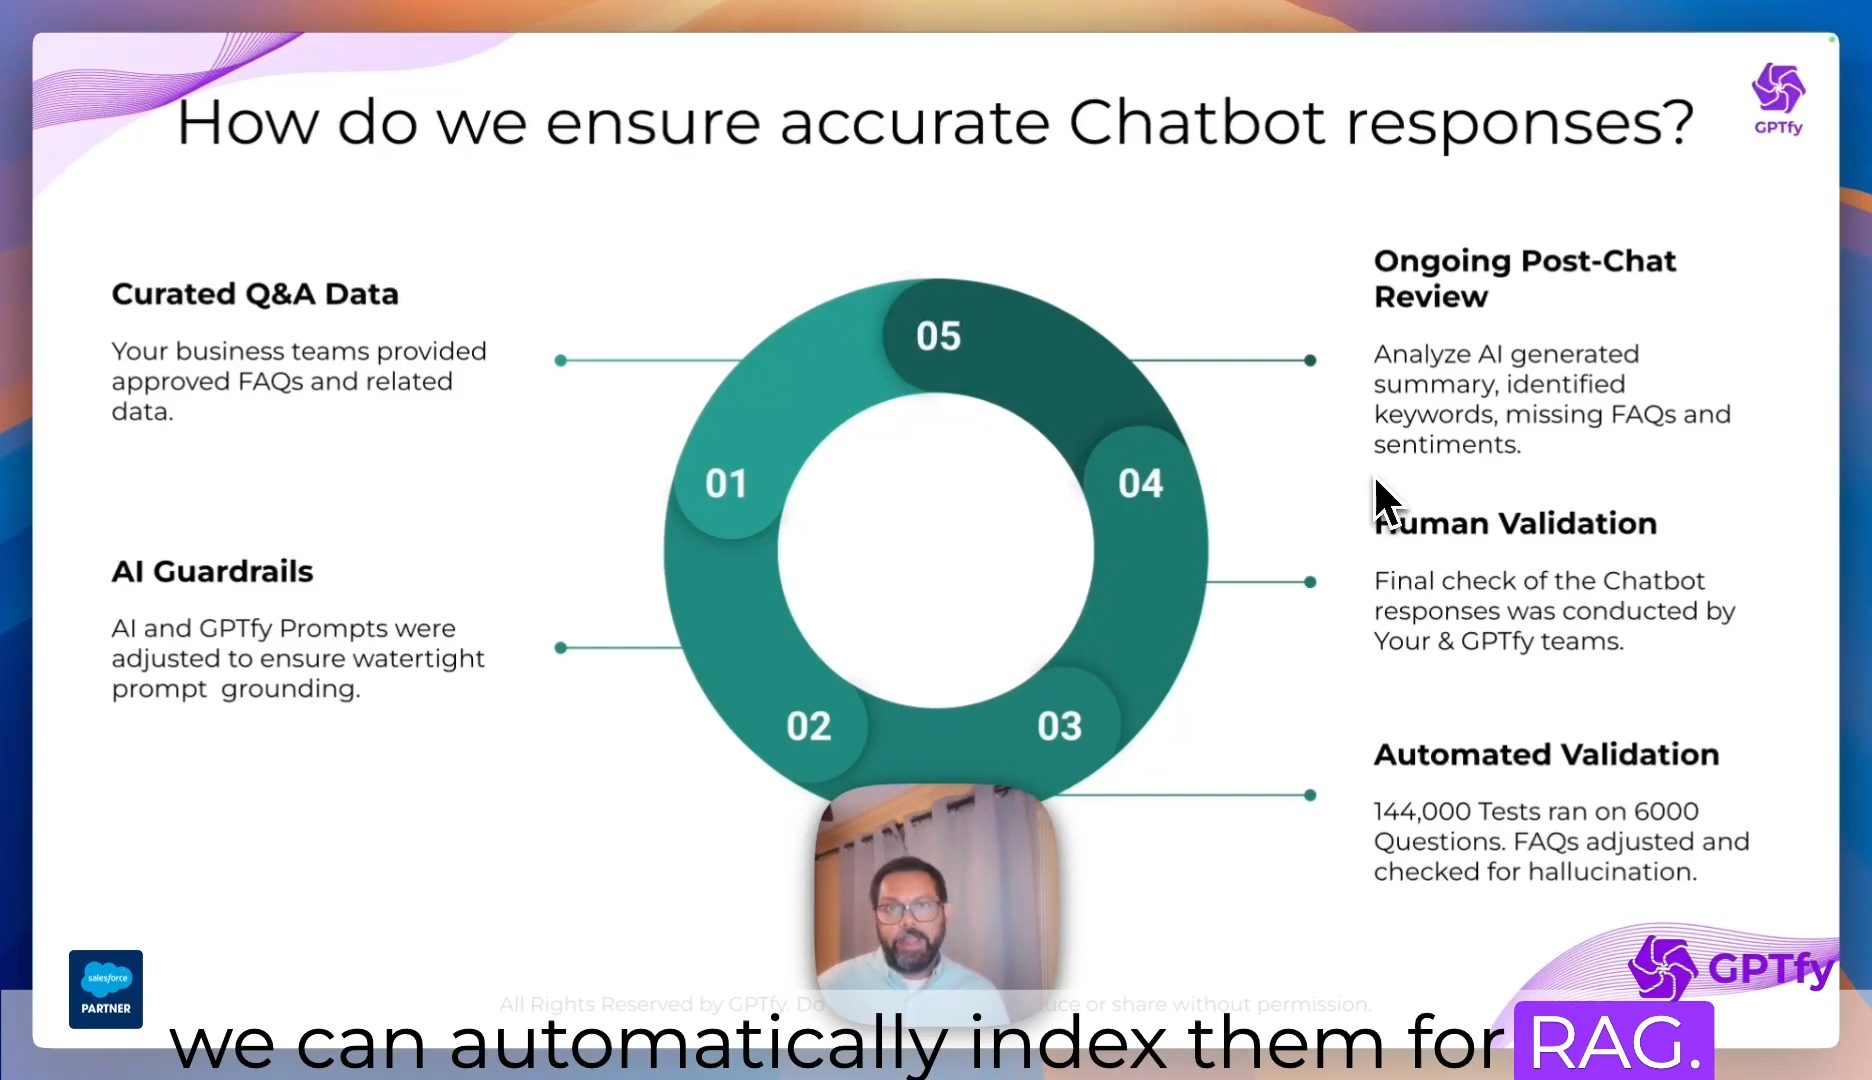 How do we ensure accurate Chatbot responses?
GPTfy
Curated Q&A Data
Your business teams provided
approved FAQs and related
data.
AI Guardrails
AI and GPTfy Prompts were
adjusted to ensure watertight
prompt grounding.
05
01
04
02
03
Ongoing Post-Chat
Review
Analyze AI generated
summary, identified
keywords, missing FAQs and
sentiments.
Human Validation
Final check of the Chatbot
responses was conducted by
Your & GPTfy teams.
Automated Validation
144,000 Tests ran on 6000
Questions. FAQs adjusted and
checked for hallucination.
salesforce
PARTNER
GPTfy
All Rights Reserved by GPTfy. Do or share without permission.
we can automatically index them for RAG.